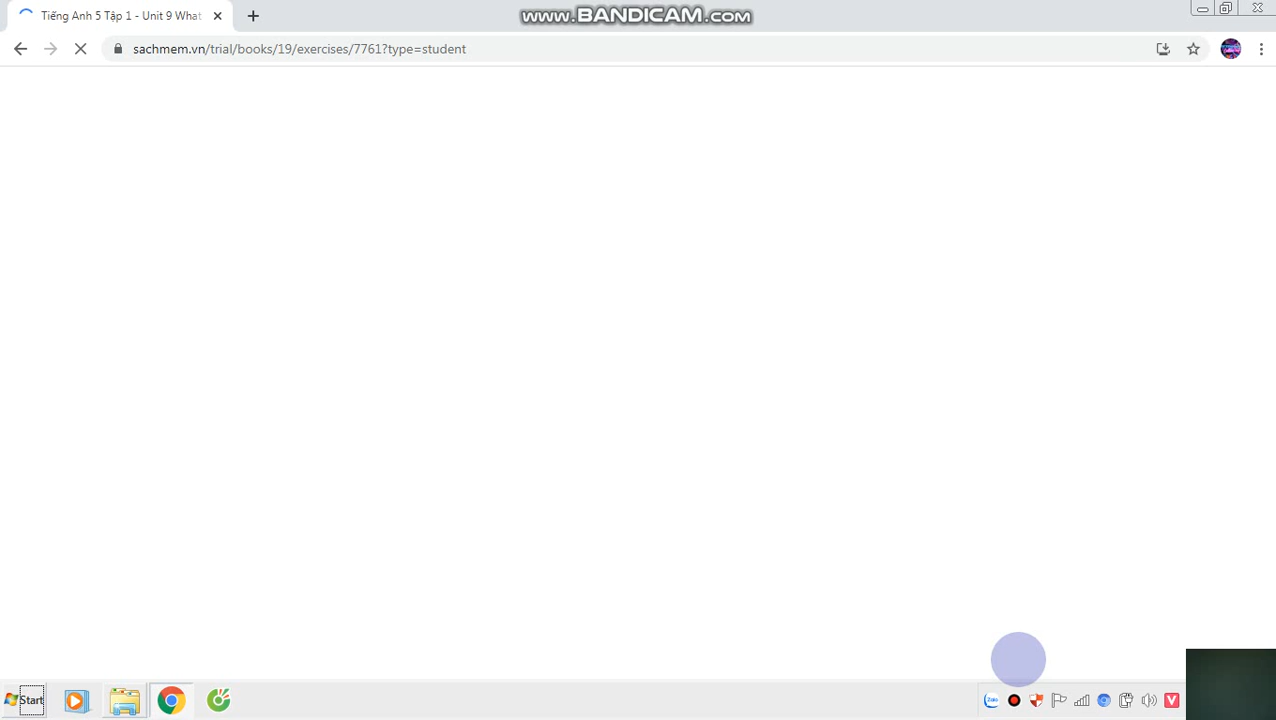 Tiếng Anh 5 Tập 1 - Unit 9 What
www.BANDICAM.com
sachmem.vn/trial/books/19/exercises/7761?type=student
Start
Zalo
V